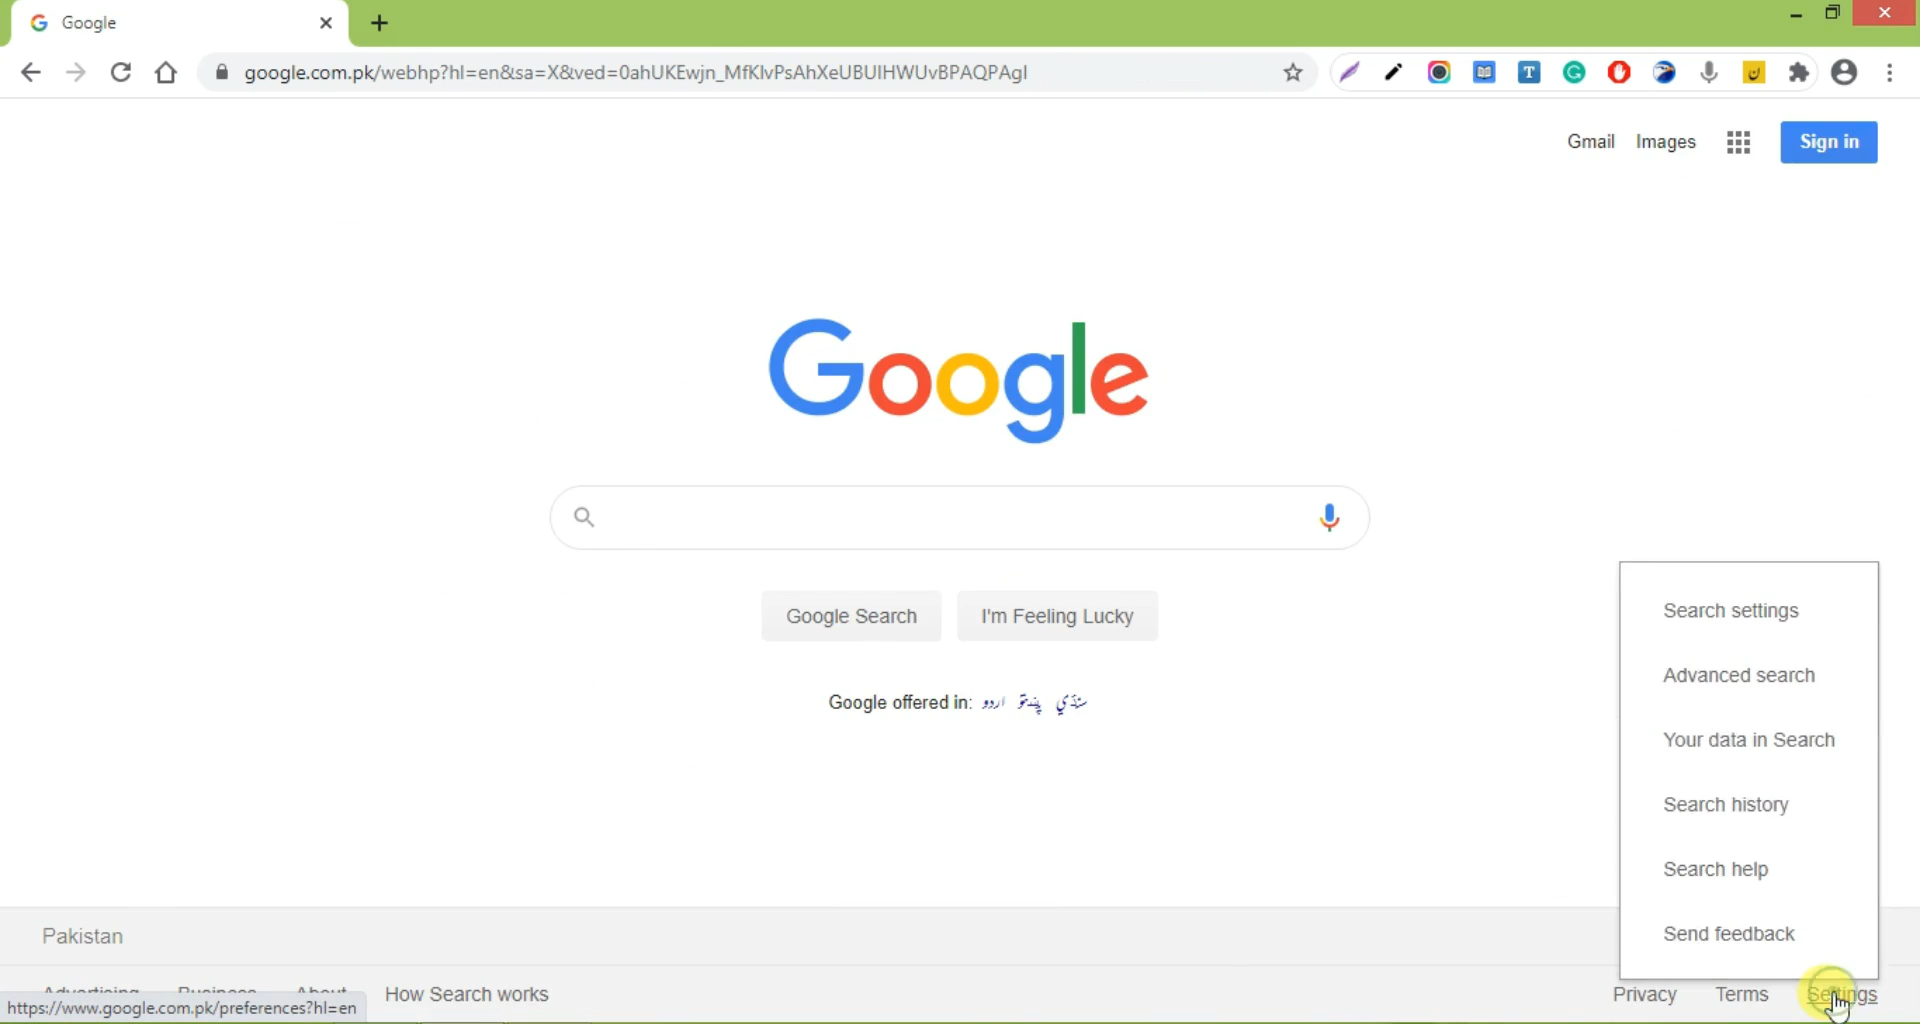 Google
google.com.pk/webhp?hl=en&sa=X&ved=0ahUKEwjn_MfKlvPsAhXeUBUIHWUvBPAQPAgI
Gmail Images Sign in
Google
Google Search I'm Feeling Lucky
Google offered in: اردو پښتو سنڌي
Search settings
Advanced search
Your data in Search
Search history
Search help
Send feedback
Pakistan
Advertising Business About How Search works Privacy Terms Settings
https://www.google.com.pk/preferences?hl=en